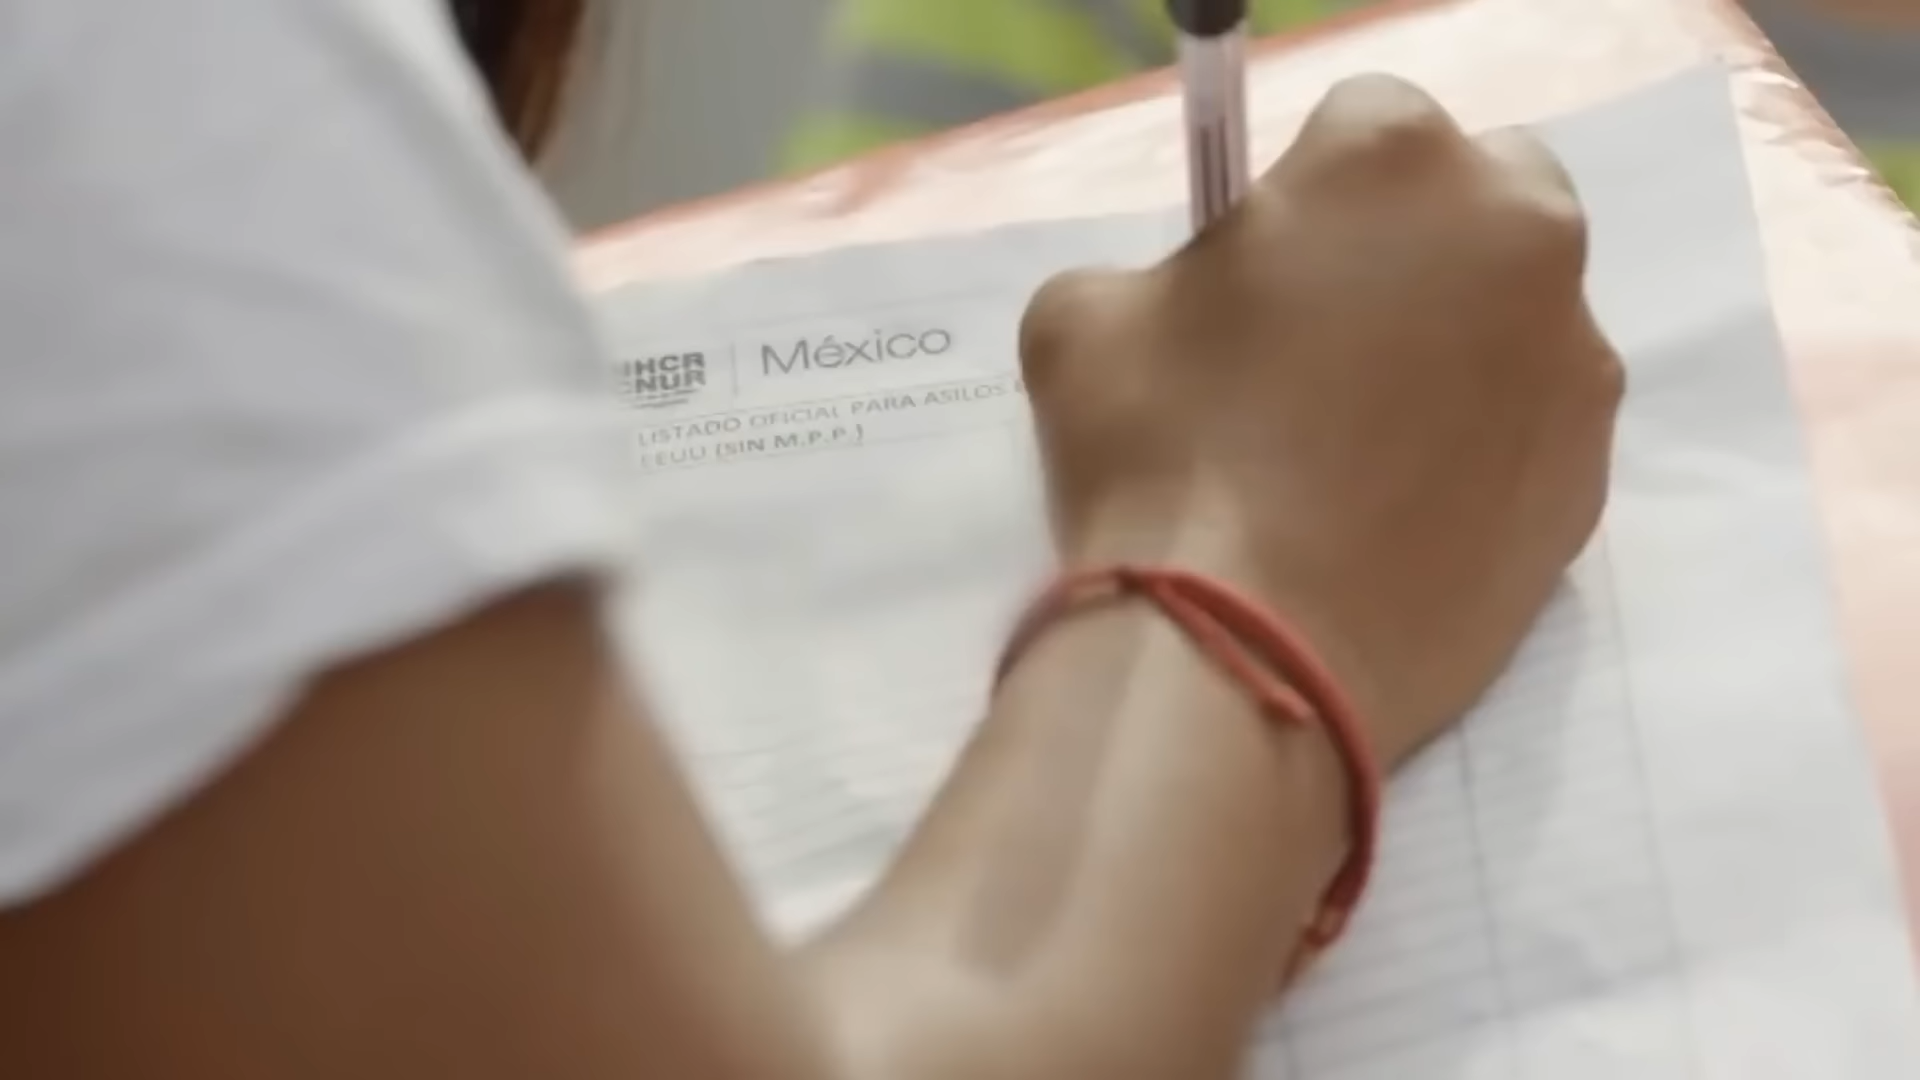 HCR
NUR
México
LISTADO OFICIAL PARA ASILOS
EEUU (SIN M.P.P.)